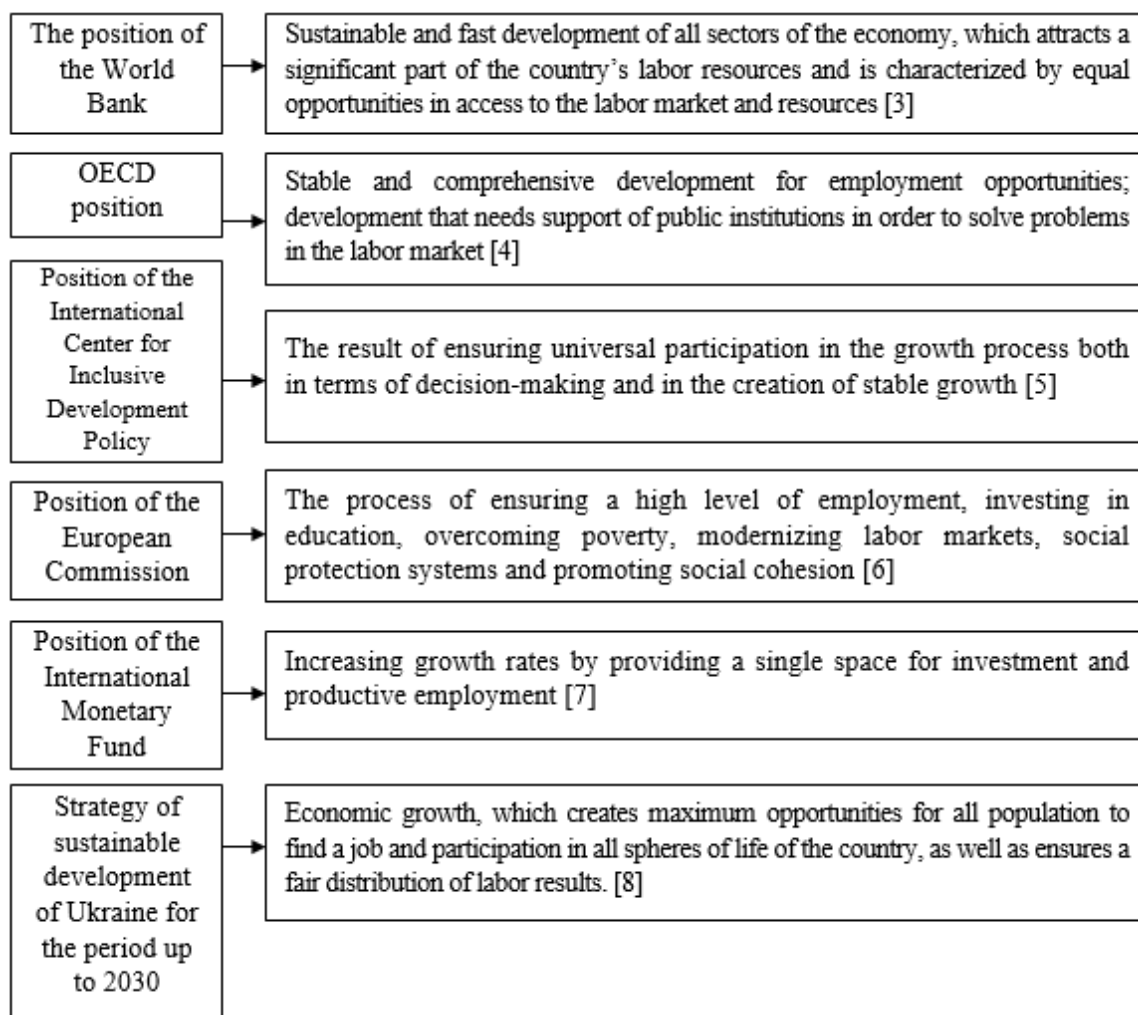 The position of
the World
Bank
Sustainable and fast development of all sectors of the economy, which attracts a
significant part of the country’s labor resources and is characterized by equal
opportunities in access to the labor market and resources [3]
OECD
position
Stable and comprehensive development for employment opportunities;
development that needs support of public institutions in order to solve problems
in the labor market [4]
Position of the
International
Center for
Inclusive
Development
Policy
The result of ensuring universal participation in the growth process both
in terms of decision-making and in the creation of stable growth [5]
Position of the
European
Commission
The process of ensuring a high level of employment, investing in
education, overcoming poverty, modernizing labor markets, social
protection systems and promoting social cohesion [6]
Position of the
International
Monetary
Fund
Increasing growth rates by providing a single space for investment and
productive employment [7]
Strategy of
sustainable
development
of Ukraine for
the period up
to 2030
Economic growth, which creates maximum opportunities for all population to
find a job and participation in all spheres of life of the country, as well as ensures a
fair distribution of labor results. [8]